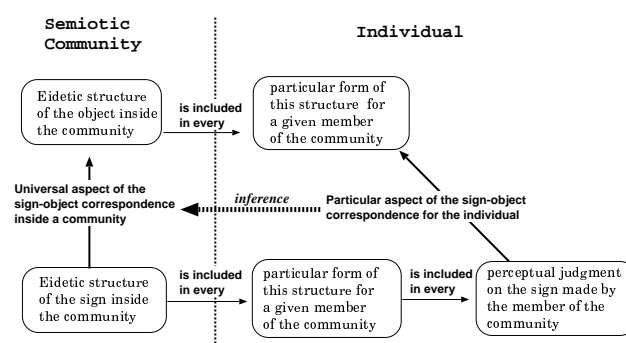 Semiotic
Community
Individual
Eidetic structure
of the object inside
the community
is included
in every
particular form of
this structure for
a given member
of the community
Universal aspect of the
sign-object correspondence
inside a community
inference
Particular aspect of the sign-object
correspondence for the individual
Eidetic structure
of the sign inside
the community
is included
in every
particular form of
this structure for
a given member
of the community
is included
in every
perceptual judgment
on the sign made by
the member of the
community